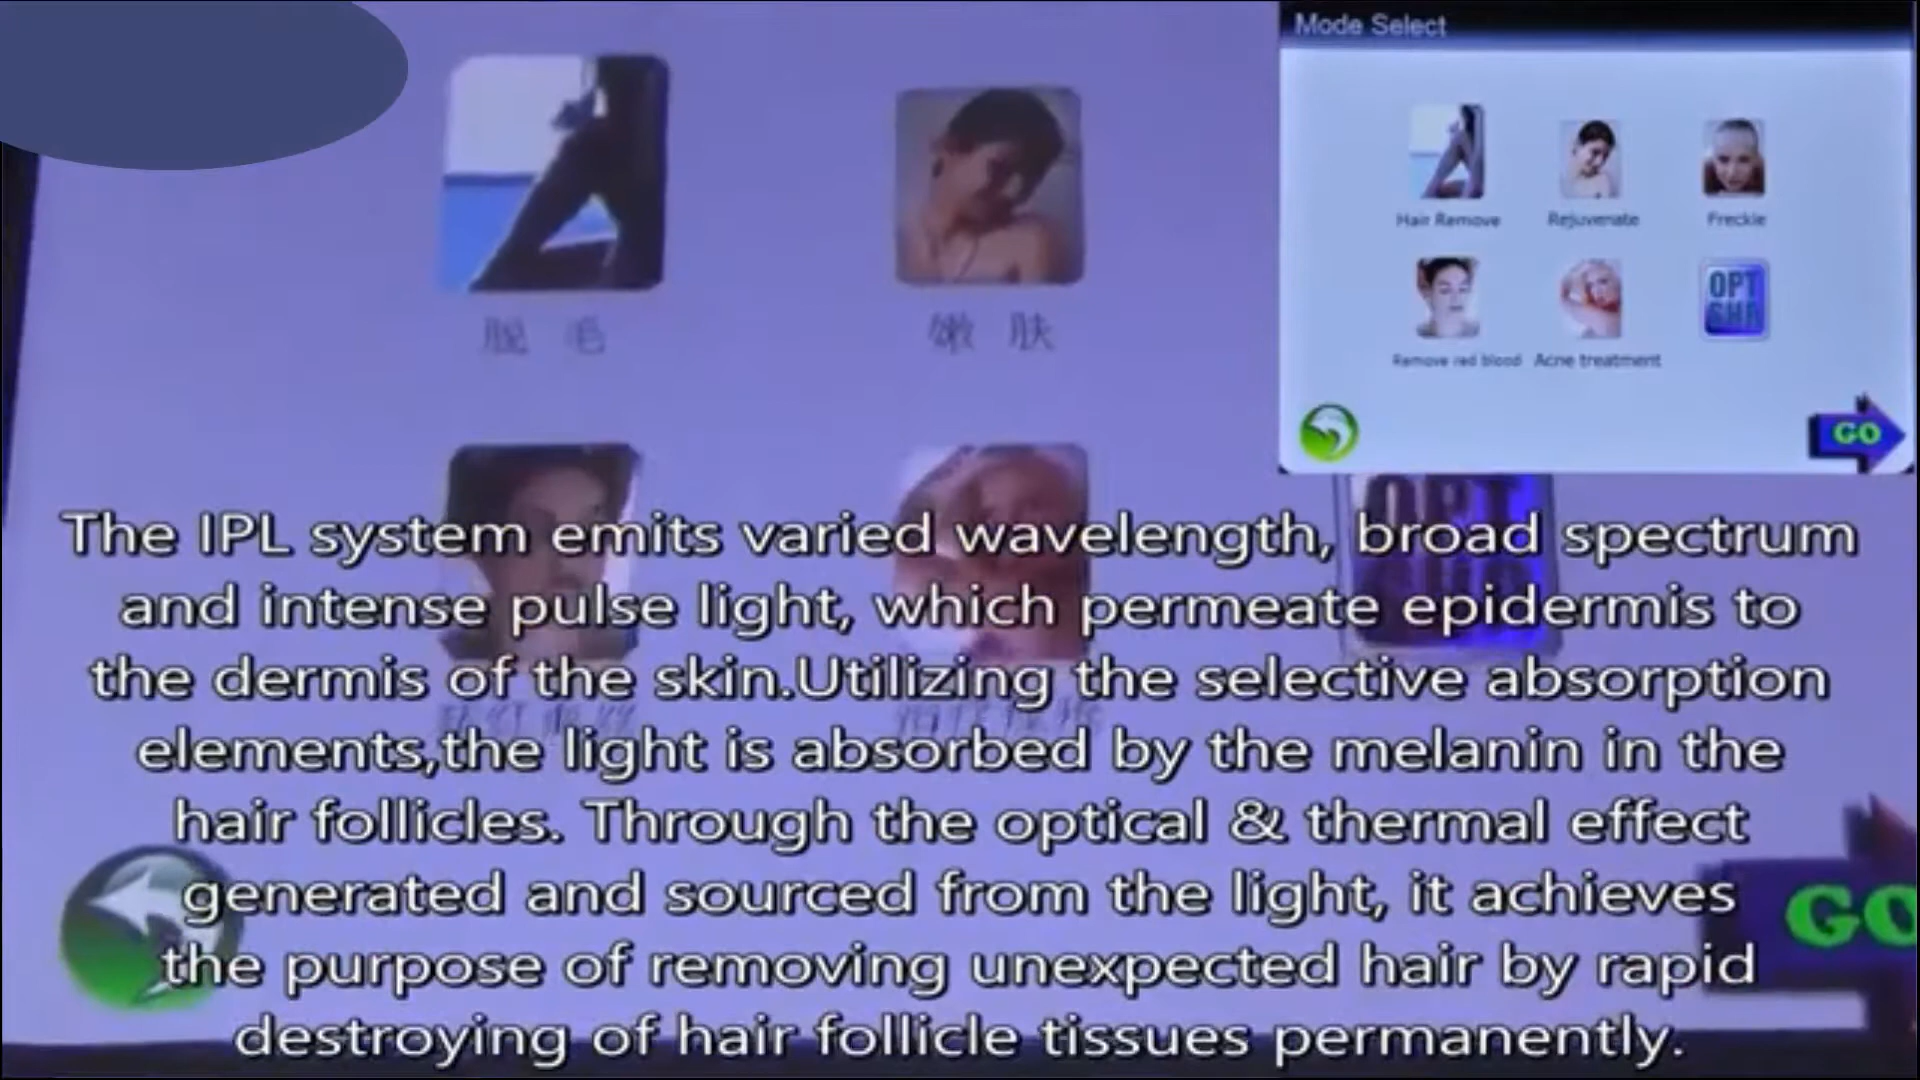 Mode Select
Hair Remove
Rejuvenate
Freckle
Remove red blood
Acne treatment
OPT
SHR
GO
脱 毛
嫩 肤
OPT
The IPL system emits varied wavelength, broad spectrum
and intense pulse light, which permeate epidermis to
the dermis of the skin.Utilizing the selective absorption
elements,the light is absorbed by the melanin in the
hair follicles. Through the optical & thermal effect
generated and sourced from the light, it achieves
the purpose of removing unexpected hair by rapid
destroying of hair follicle tissues permanently.
GO